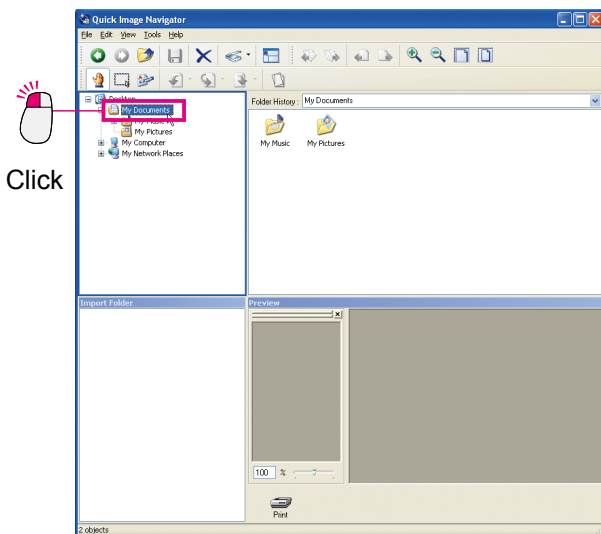 Quick Image Navigator
File Edit View Tools Help
Desktop
Folder History : My Documents
My Documents
My Music
My Pictures
My Computer
My Network Places
My Music My Pictures
Click
Import Folder
Preview
100 %
Print
2 objects